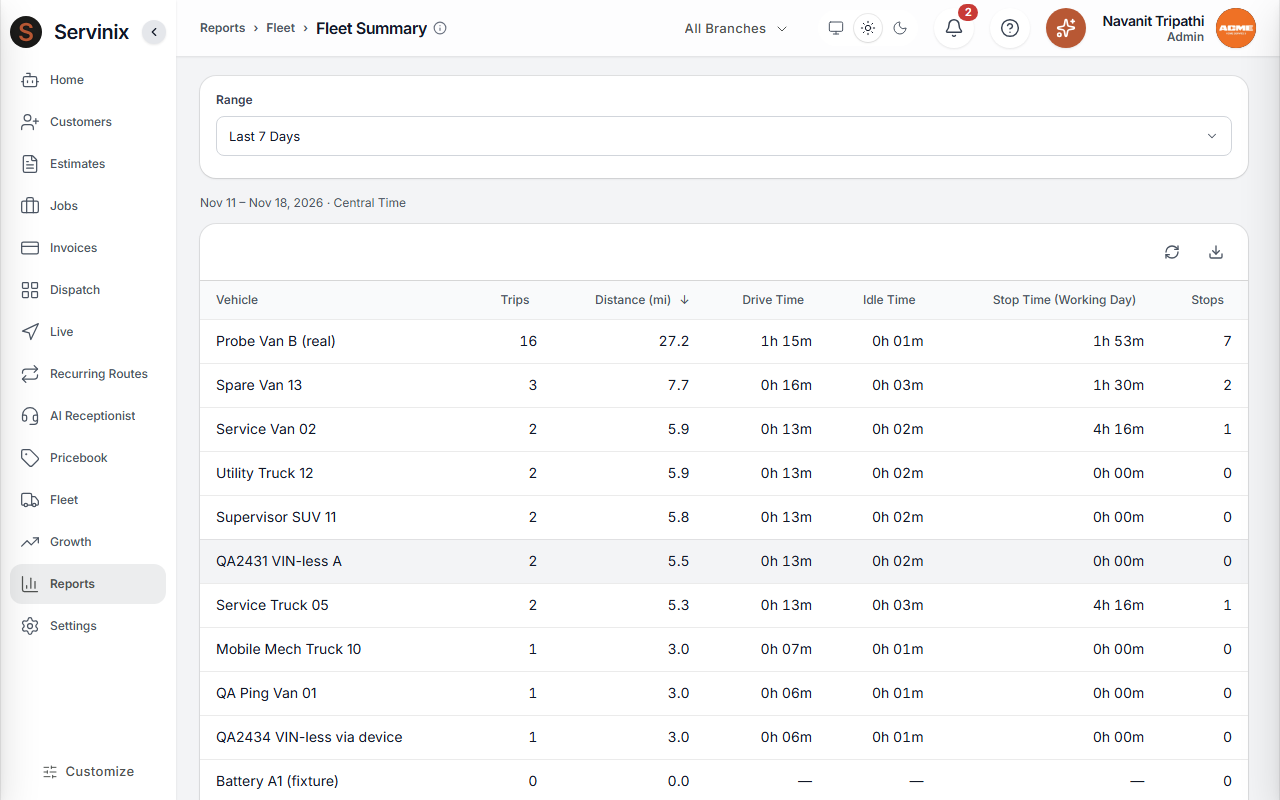 S Servinix
Reports › Fleet › Fleet Summary
All Branches
2
Navanit Tripathi
Admin
ACME
Home
Customers
Estimates
Jobs
Invoices
Dispatch
Live
Recurring Routes
AI Receptionist
Pricebook
Fleet
Growth
Reports
Settings
Customize
Range
Last 7 Days
Nov 11 – Nov 18, 2026 · Central Time
Vehicle Trips Distance (mi) ↓ Drive Time Idle Time Stop Time (Working Day) Stops
Probe Van B (real) 16 27.2 1h 15m 0h 01m 1h 53m 7
Spare Van 13 3 7.7 0h 16m 0h 03m 1h 30m 2
Service Van 02 2 5.9 0h 13m 0h 02m 4h 16m 1
Utility Truck 12 2 5.9 0h 13m 0h 02m 0h 00m 0
Supervisor SUV 11 2 5.8 0h 13m 0h 02m 0h 00m 0
QA2431 VIN-less A 2 5.5 0h 13m 0h 02m 0h 00m 0
Service Truck 05 2 5.3 0h 13m 0h 03m 4h 16m 1
Mobile Mech Truck 10 1 3.0 0h 07m 0h 01m 0h 00m 0
QA Ping Van 01 1 3.0 0h 06m 0h 01m 0h 00m 0
QA2434 VIN-less via device 1 3.0 0h 06m 0h 01m 0h 00m 0
Battery A1 (fixture) 0 0.0 — — — 0